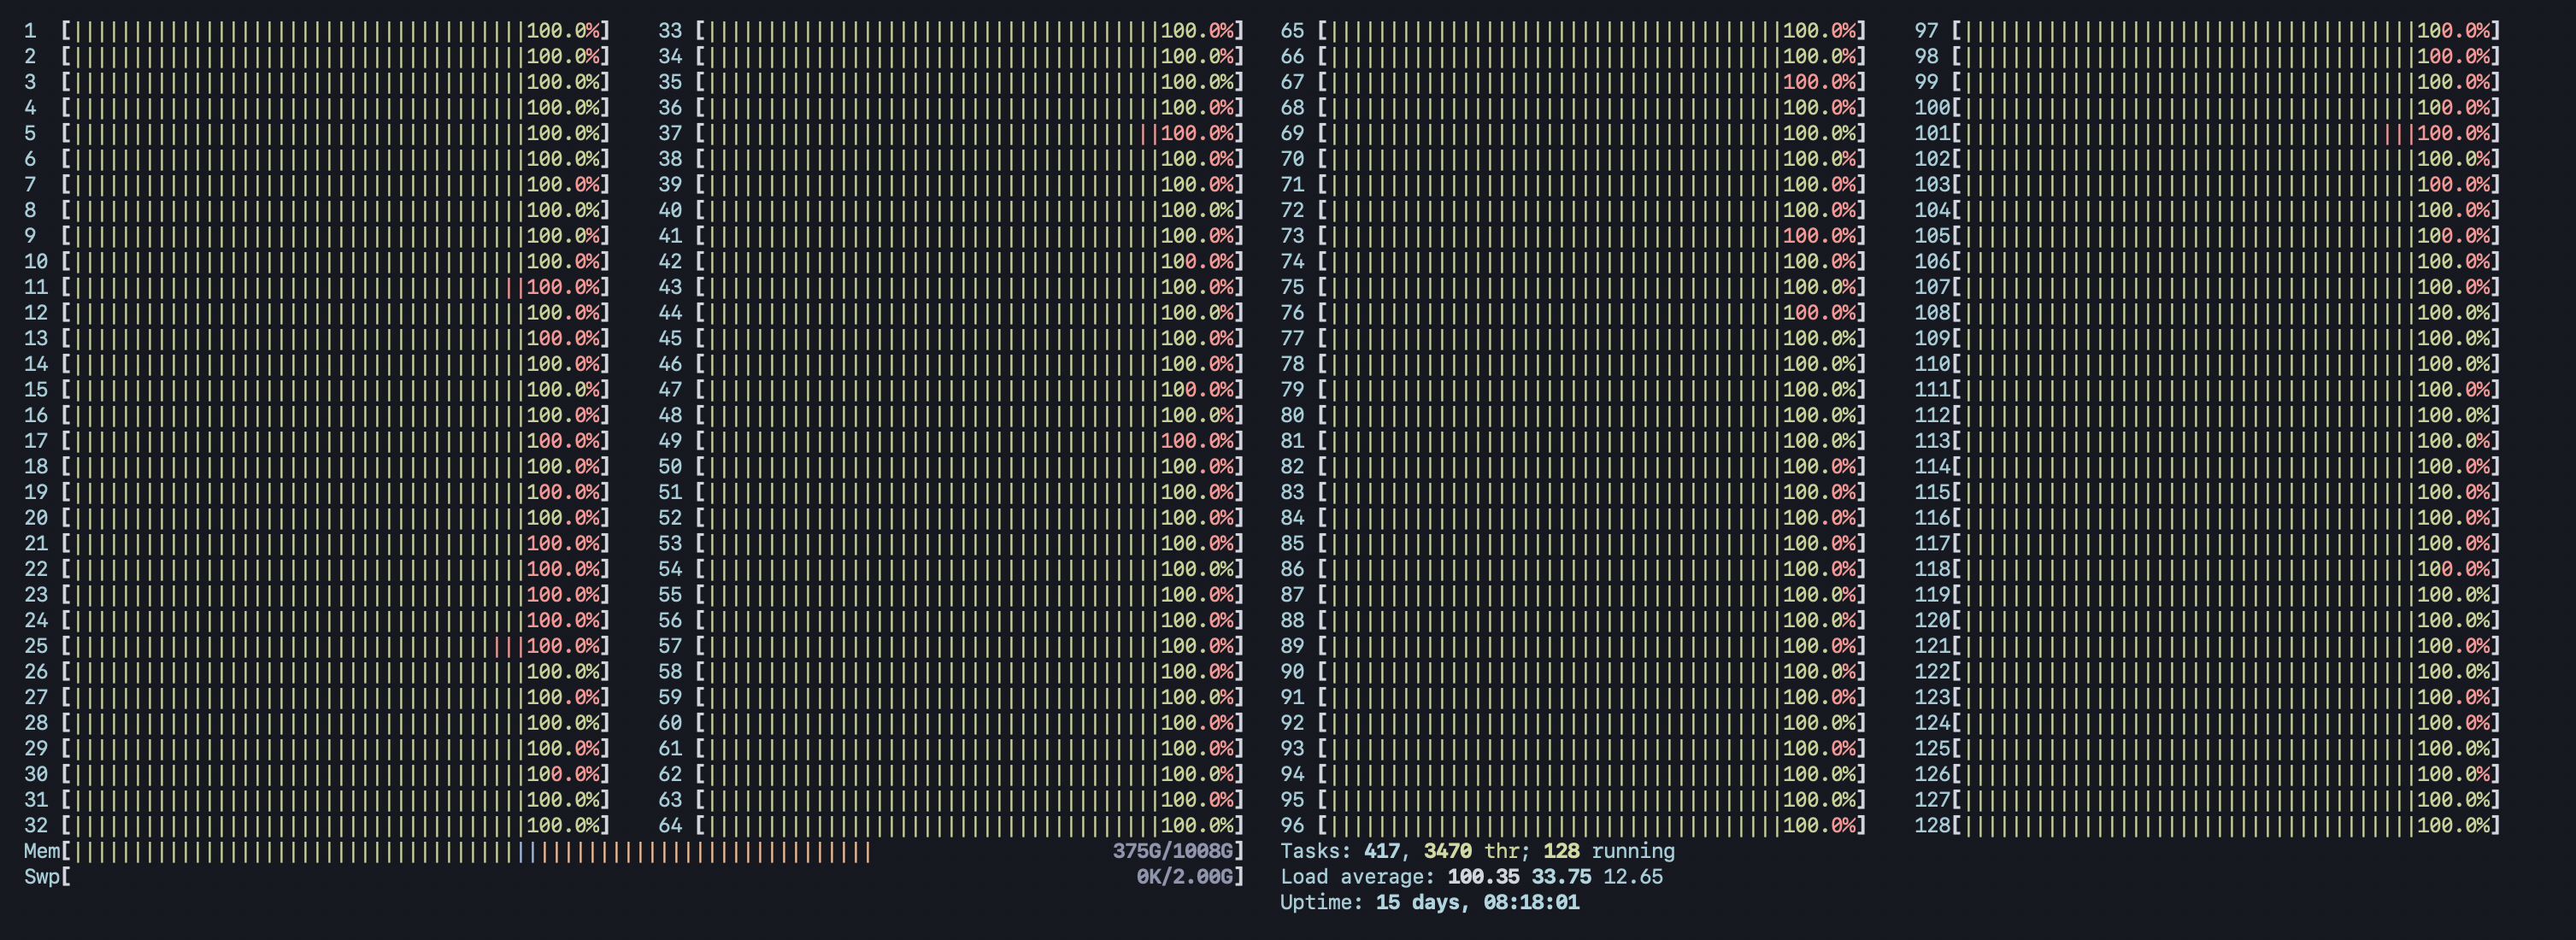 1 [||||||||||||||||||||||||||||||||||||||100.0%] 33 [||||||||||||||||||||||||||||||||||||||100.0%] 65 [||||||||||||||||||||||||||||||||||||||100.0%] 97 [||||||||||||||||||||||||||||||||||||||100.0%]
2 [||||||||||||||||||||||||||||||||||||||100.0%] 34 [||||||||||||||||||||||||||||||||||||||100.0%] 66 [||||||||||||||||||||||||||||||||||||||100.0%] 98 [||||||||||||||||||||||||||||||||||||||100.0%]
3 [||||||||||||||||||||||||||||||||||||||100.0%] 35 [||||||||||||||||||||||||||||||||||||||100.0%] 67 [||||||||||||||||||||||||||||||||||||||100.0%] 99 [||||||||||||||||||||||||||||||||||||||100.0%]
4 [||||||||||||||||||||||||||||||||||||||100.0%] 36 [||||||||||||||||||||||||||||||||||||||100.0%] 68 [||||||||||||||||||||||||||||||||||||||100.0%] 100[||||||||||||||||||||||||||||||||||||||100.0%]
5 [||||||||||||||||||||||||||||||||||||||100.0%] 37 [||||||||||||||||||||||||||||||||||||||100.0%] 69 [||||||||||||||||||||||||||||||||||||||100.0%] 101[||||||||||||||||||||||||||||||||||||||100.0%]
6 [||||||||||||||||||||||||||||||||||||||100.0%] 38 [||||||||||||||||||||||||||||||||||||||100.0%] 70 [||||||||||||||||||||||||||||||||||||||100.0%] 102[||||||||||||||||||||||||||||||||||||||100.0%]
7 [||||||||||||||||||||||||||||||||||||||100.0%] 39 [||||||||||||||||||||||||||||||||||||||100.0%] 71 [||||||||||||||||||||||||||||||||||||||100.0%] 103[||||||||||||||||||||||||||||||||||||||100.0%]
8 [||||||||||||||||||||||||||||||||||||||100.0%] 40 [||||||||||||||||||||||||||||||||||||||100.0%] 72 [||||||||||||||||||||||||||||||||||||||100.0%] 104[||||||||||||||||||||||||||||||||||||||100.0%]
9 [||||||||||||||||||||||||||||||||||||||100.0%] 41 [||||||||||||||||||||||||||||||||||||||100.0%] 73 [||||||||||||||||||||||||||||||||||||||100.0%] 105[||||||||||||||||||||||||||||||||||||||100.0%]
10 [||||||||||||||||||||||||||||||||||||||100.0%] 42 [||||||||||||||||||||||||||||||||||||||100.0%] 74 [||||||||||||||||||||||||||||||||||||||100.0%] 106[||||||||||||||||||||||||||||||||||||||100.0%]
11 [||||||||||||||||||||||||||||||||||||||100.0%] 43 [||||||||||||||||||||||||||||||||||||||100.0%] 75 [||||||||||||||||||||||||||||||||||||||100.0%] 107[||||||||||||||||||||||||||||||||||||||100.0%]
12 [||||||||||||||||||||||||||||||||||||||100.0%] 44 [||||||||||||||||||||||||||||||||||||||100.0%] 76 [||||||||||||||||||||||||||||||||||||||100.0%] 108[||||||||||||||||||||||||||||||||||||||100.0%]
13 [||||||||||||||||||||||||||||||||||||||100.0%] 45 [||||||||||||||||||||||||||||||||||||||100.0%] 77 [||||||||||||||||||||||||||||||||||||||100.0%] 109[||||||||||||||||||||||||||||||||||||||100.0%]
14 [||||||||||||||||||||||||||||||||||||||100.0%] 46 [||||||||||||||||||||||||||||||||||||||100.0%] 78 [||||||||||||||||||||||||||||||||||||||100.0%] 110[||||||||||||||||||||||||||||||||||||||100.0%]
15 [||||||||||||||||||||||||||||||||||||||100.0%] 47 [||||||||||||||||||||||||||||||||||||||100.0%] 79 [||||||||||||||||||||||||||||||||||||||100.0%] 111[||||||||||||||||||||||||||||||||||||||100.0%]
16 [||||||||||||||||||||||||||||||||||||||100.0%] 48 [||||||||||||||||||||||||||||||||||||||100.0%] 80 [||||||||||||||||||||||||||||||||||||||100.0%] 112[||||||||||||||||||||||||||||||||||||||100.0%]
17 [||||||||||||||||||||||||||||||||||||||100.0%] 49 [||||||||||||||||||||||||||||||||||||||100.0%] 81 [||||||||||||||||||||||||||||||||||||||100.0%] 113[||||||||||||||||||||||||||||||||||||||100.0%]
18 [||||||||||||||||||||||||||||||||||||||100.0%] 50 [||||||||||||||||||||||||||||||||||||||100.0%] 82 [||||||||||||||||||||||||||||||||||||||100.0%] 114[||||||||||||||||||||||||||||||||||||||100.0%]
19 [||||||||||||||||||||||||||||||||||||||100.0%] 51 [||||||||||||||||||||||||||||||||||||||100.0%] 83 [||||||||||||||||||||||||||||||||||||||100.0%] 115[||||||||||||||||||||||||||||||||||||||100.0%]
20 [||||||||||||||||||||||||||||||||||||||100.0%] 52 [||||||||||||||||||||||||||||||||||||||100.0%] 84 [||||||||||||||||||||||||||||||||||||||100.0%] 116[||||||||||||||||||||||||||||||||||||||100.0%]
21 [||||||||||||||||||||||||||||||||||||||100.0%] 53 [||||||||||||||||||||||||||||||||||||||100.0%] 85 [||||||||||||||||||||||||||||||||||||||100.0%] 117[||||||||||||||||||||||||||||||||||||||100.0%]
22 [||||||||||||||||||||||||||||||||||||||100.0%] 54 [||||||||||||||||||||||||||||||||||||||100.0%] 86 [||||||||||||||||||||||||||||||||||||||100.0%] 118[||||||||||||||||||||||||||||||||||||||100.0%]
23 [||||||||||||||||||||||||||||||||||||||100.0%] 55 [||||||||||||||||||||||||||||||||||||||100.0%] 87 [||||||||||||||||||||||||||||||||||||||100.0%] 119[||||||||||||||||||||||||||||||||||||||100.0%]
24 [||||||||||||||||||||||||||||||||||||||100.0%] 56 [||||||||||||||||||||||||||||||||||||||100.0%] 88 [||||||||||||||||||||||||||||||||||||||100.0%] 120[||||||||||||||||||||||||||||||||||||||100.0%]
25 [||||||||||||||||||||||||||||||||||||||100.0%] 57 [||||||||||||||||||||||||||||||||||||||100.0%] 89 [||||||||||||||||||||||||||||||||||||||100.0%] 121[||||||||||||||||||||||||||||||||||||||100.0%]
26 [||||||||||||||||||||||||||||||||||||||100.0%] 58 [||||||||||||||||||||||||||||||||||||||100.0%] 90 [||||||||||||||||||||||||||||||||||||||100.0%] 122[||||||||||||||||||||||||||||||||||||||100.0%]
27 [||||||||||||||||||||||||||||||||||||||100.0%] 59 [||||||||||||||||||||||||||||||||||||||100.0%] 91 [||||||||||||||||||||||||||||||||||||||100.0%] 123[||||||||||||||||||||||||||||||||||||||100.0%]
28 [||||||||||||||||||||||||||||||||||||||100.0%] 60 [||||||||||||||||||||||||||||||||||||||100.0%] 92 [||||||||||||||||||||||||||||||||||||||100.0%] 124[||||||||||||||||||||||||||||||||||||||100.0%]
29 [||||||||||||||||||||||||||||||||||||||100.0%] 61 [||||||||||||||||||||||||||||||||||||||100.0%] 93 [||||||||||||||||||||||||||||||||||||||100.0%] 125[||||||||||||||||||||||||||||||||||||||100.0%]
30 [||||||||||||||||||||||||||||||||||||||100.0%] 62 [||||||||||||||||||||||||||||||||||||||100.0%] 94 [||||||||||||||||||||||||||||||||||||||100.0%] 126[||||||||||||||||||||||||||||||||||||||100.0%]
31 [||||||||||||||||||||||||||||||||||||||100.0%] 63 [||||||||||||||||||||||||||||||||||||||100.0%] 95 [||||||||||||||||||||||||||||||||||||||100.0%] 127[||||||||||||||||||||||||||||||||||||||100.0%]
32 [||||||||||||||||||||||||||||||||||||||100.0%] 64 [||||||||||||||||||||||||||||||||||||||100.0%] 96 [||||||||||||||||||||||||||||||||||||||100.0%] 128[||||||||||||||||||||||||||||||||||||||100.0%]
Mem[|||||||||||||||||||||||||||||||||||||||||||||||||||||||||||||||||||375G/1008G] Tasks: 417, 3470 thr; 128 running
Swp[0K/2.00G] Load average: 100.35 33.75 12.65
Uptime: 15 days, 08:18:01